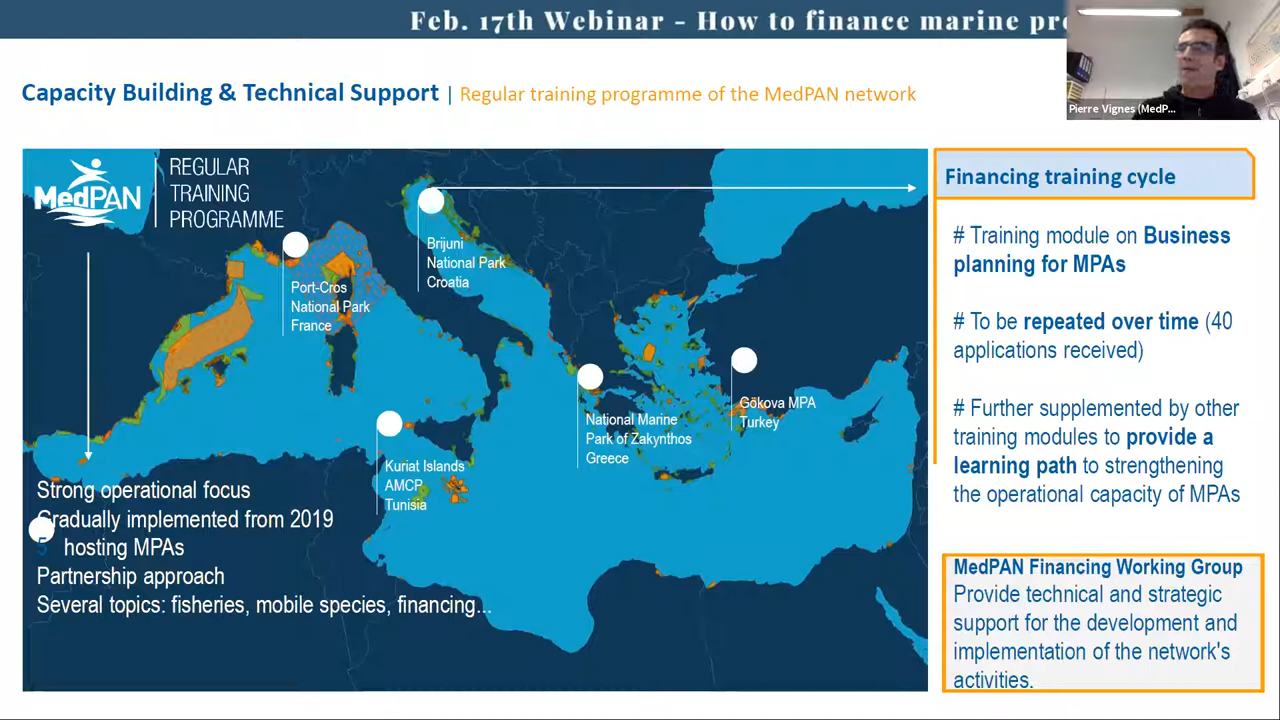 Feb. 17th Webinar - How to finance marine pr
Pierre Vignes (MedP...
Capacity Building & Technical Support | Regular training programme of the MedPAN network
MedPAN
REGULAR
TRAINING
PROGRAMME
Brijuni
National Park
Croatia
Port-Cros
National Park
France
Gökova MPA
Turkey
National Marine
Park of Zakynthos
Greece
Kuriat Islands
AMCP
Tunisia
Strong operational focus
Gradually implemented from 2019
5 hosting MPAs
Partnership approach
Several topics: fisheries, mobile species, financing...
Financing training cycle
# Training module on Business
planning for MPAs
# To be repeated over time (40
applications received)
# Further supplemented by other
training modules to provide a
learning path to strengthening
the operational capacity of MPAs
MedPAN Financing Working Group
Provide technical and strategic
support for the development and
implementation of the network's
activities.